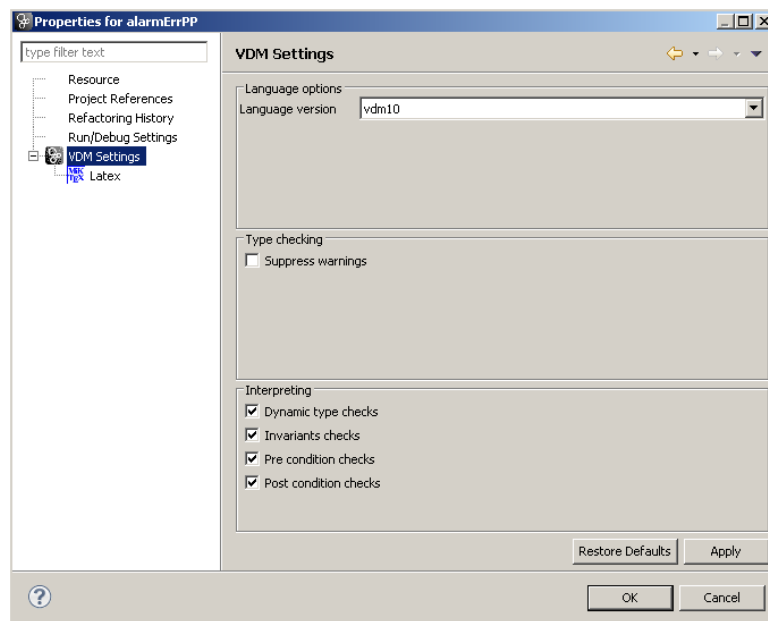 Properties for alarmErrPP
type filter text
Resource
Project References
Refactoring History
Run/Debug Settings
VDM Settings
Latex
VDM Settings
Language options
Language version vdm10
Type checking
Suppress warnings
Interpreting
Dynamic type checks
Invariants checks
Pre condition checks
Post condition checks
Restore Defaults Apply
? OK Cancel